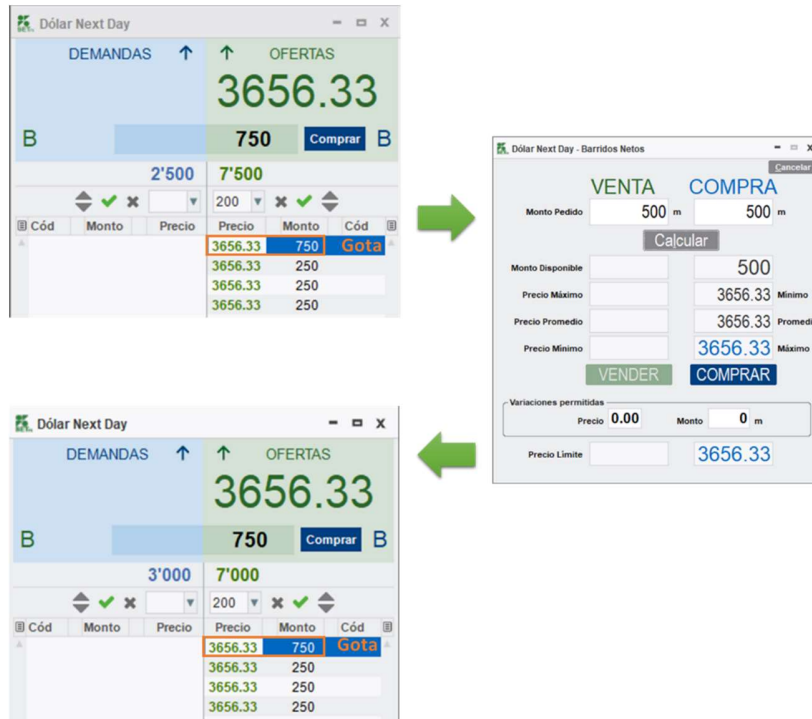 Dólar Next Day
DEMANDAS
OFERTAS
3656.33
B
750
Comprar
B
2'500
7'500
200
Cód Monto Precio
Precio Monto Cód
3656.33 750 Gota
3656.33 250
3656.33 250
3656.33 250
Dólar Next Day - Barridos Netos
Cancelar
VENTA COMPRA
Monto Pedido 500 m 500 m
Calcular
Monto Disponible 500
Precio Máximo 3656.33 Mínimo
Precio Promedio 3656.33 Promedi
Precio Mínimo 3656.33 Máximo
VENDER COMPRAR
Variaciones permitidas
Precio 0.00 Monto 0 m
Precio Límite 3656.33
Dólar Next Day
DEMANDAS
OFERTAS
3656.33
B
750
Comprar
B
3'000
7'000
200
Cód Monto Precio
Precio Monto Cód
3656.33 750 Gota
3656.33 250
3656.33 250
3656.33 250